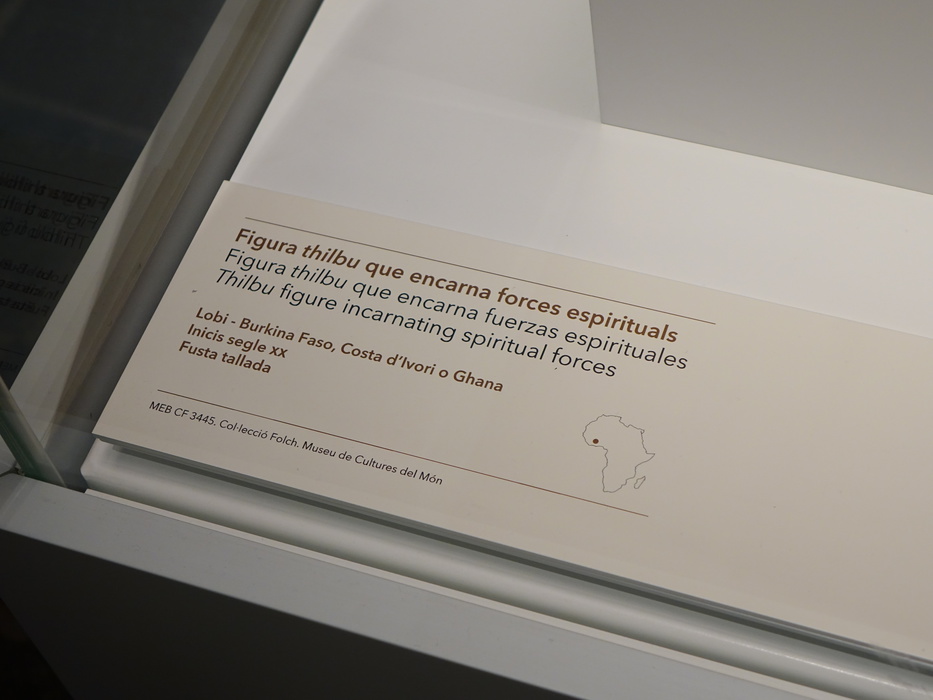 Figura thilbu que encarna forces espirituals
Figura thilbu que encarna fuerzas espirituales
Thilbu figure incarnating spiritual forces
Lobi - Burkina Faso, Costa d’Ivori o Ghana
Inicis segle XX
Fusta tallada
MEB CF 3445. Col·lecció Folch. Museu de Cultures del Món